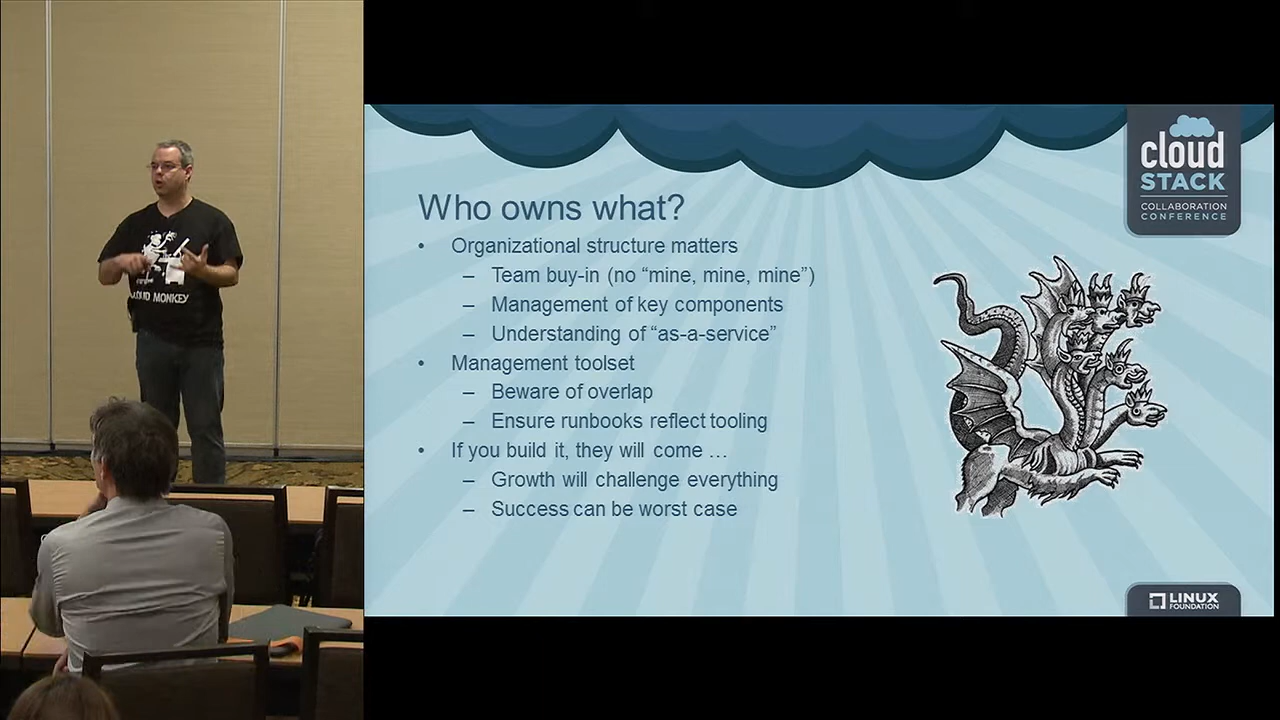 CLOUD MONKEY
cloud
STACK
COLLABORATION
CONFERENCE
Who owns what?
• Organizational structure matters
– Team buy-in (no “mine, mine, mine”)
– Management of key components
– Understanding of “as-a-service”
• Management toolset
– Beware of overlap
– Ensure runbooks reflect tooling
• If you build it, they will come …
– Growth will challenge everything
– Success can be worst case
LINUX
FOUNDATION